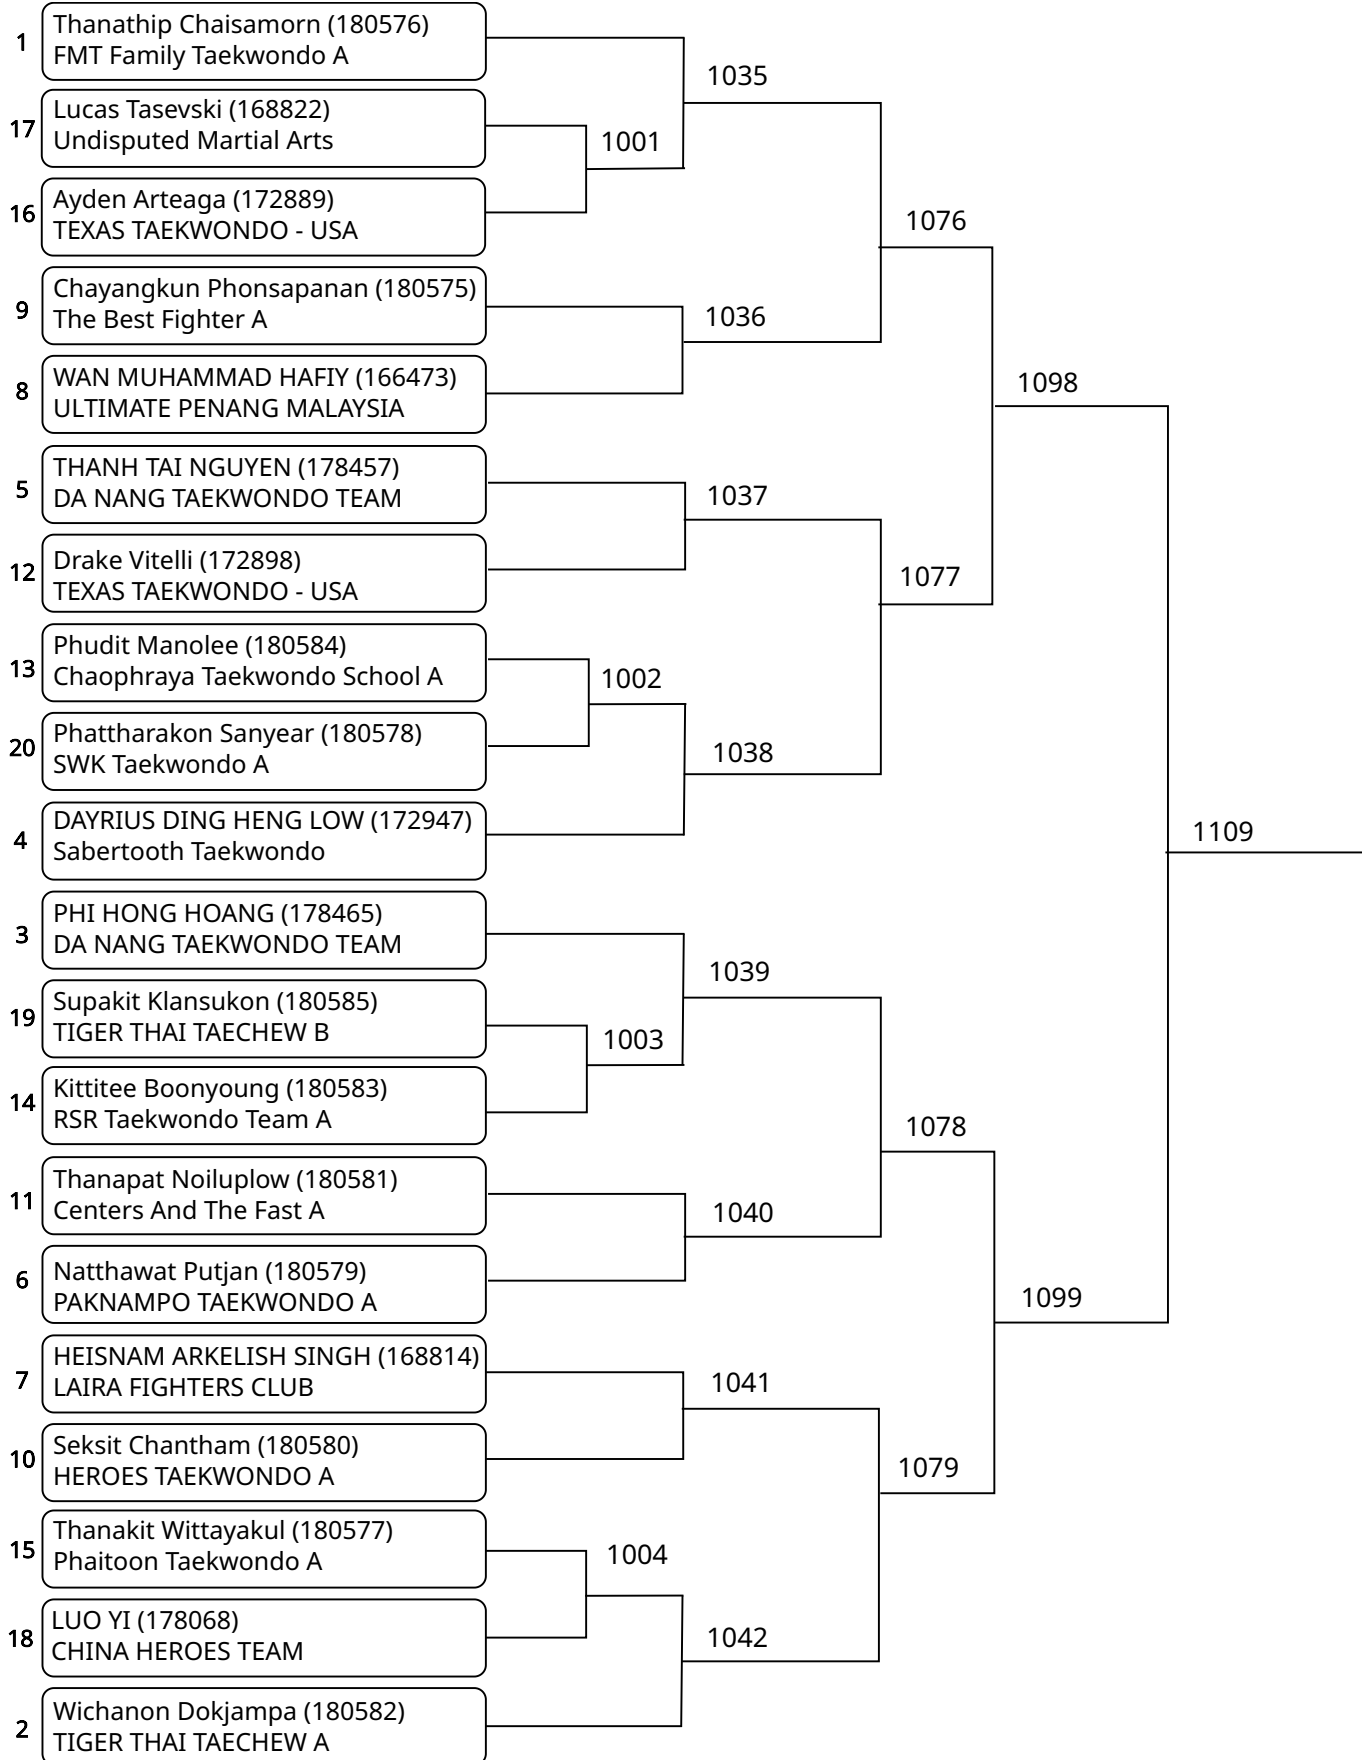 1
Thanathip Chaisamorn (180576)
FMT Family Taekwondo A
1035
17
Lucas Tasevski (168822)
Undisputed Martial Arts
1001
16
Ayden Arteaga (172889)
TEXAS TAEKWONDO - USA
1076
9
Chayangkun Phonsapanan (180575)
The Best Fighter A
1036
8
WAN MUHAMMAD HAFIY (166473)
ULTIMATE PENANG MALAYSIA
1098
5
THANH TAI NGUYEN (178457)
DA NANG TAEKWONDO TEAM
1037
12
Drake Vitelli (172898)
TEXAS TAEKWONDO - USA
1077
13
Phudit Manolee (180584)
Chaophraya Taekwondo School A
1002
20
Phattharakon Sanyear (180578)
SWK Taekwondo A
1038
4
DAYRIUS DING HENG LOW (172947)
Sabertooth Taekwondo
1109
3
PHI HONG HOANG (178465)
DA NANG TAEKWONDO TEAM
1039
19
Supakit Klansukon (180585)
TIGER THAI TAECHEW B
1003
14
Kittitee Boonyoung (180583)
RSR Taekwondo Team A
1078
11
Thanapat Noiluplow (180581)
Centers And The Fast A
1040
6
Natthawat Putjan (180579)
PAKNAMPO TAEKWONDO A
1099
7
HEISNAM ARKELISH SINGH (168814)
LAIRA FIGHTERS CLUB
1041
10
Seksit Chantham (180580)
HEROES TAEKWONDO A
1079
15
Thanakit Wittayakul (180577)
Phaitoon Taekwondo A
1004
18
LUO YI (178068)
CHINA HEROES TEAM
1042
2
Wichanon Dokjampa (180582)
TIGER THAI TAECHEW A